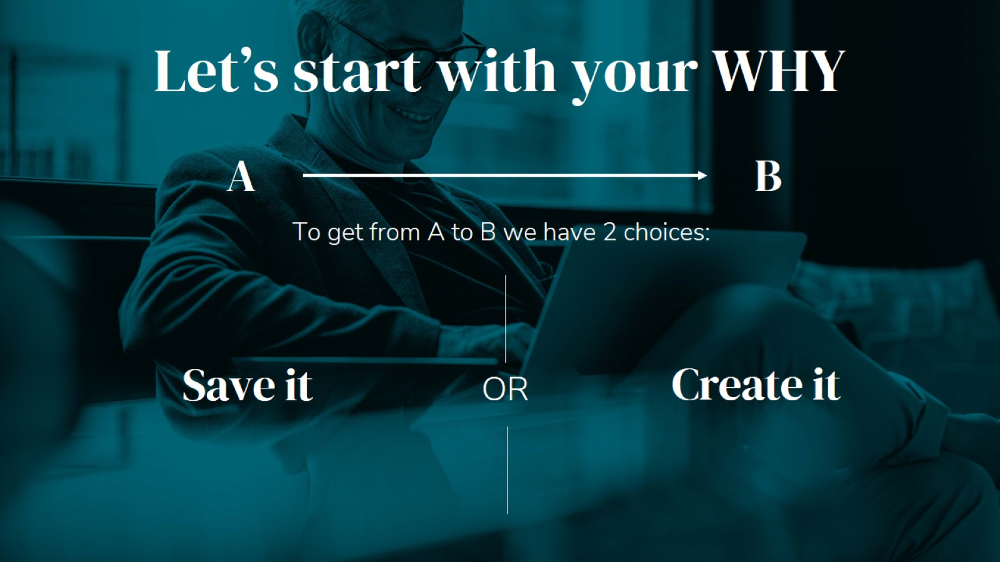 Let’s start with your WHY
A
B
To get from A to B we have 2 choices:
Save it
OR
Create it